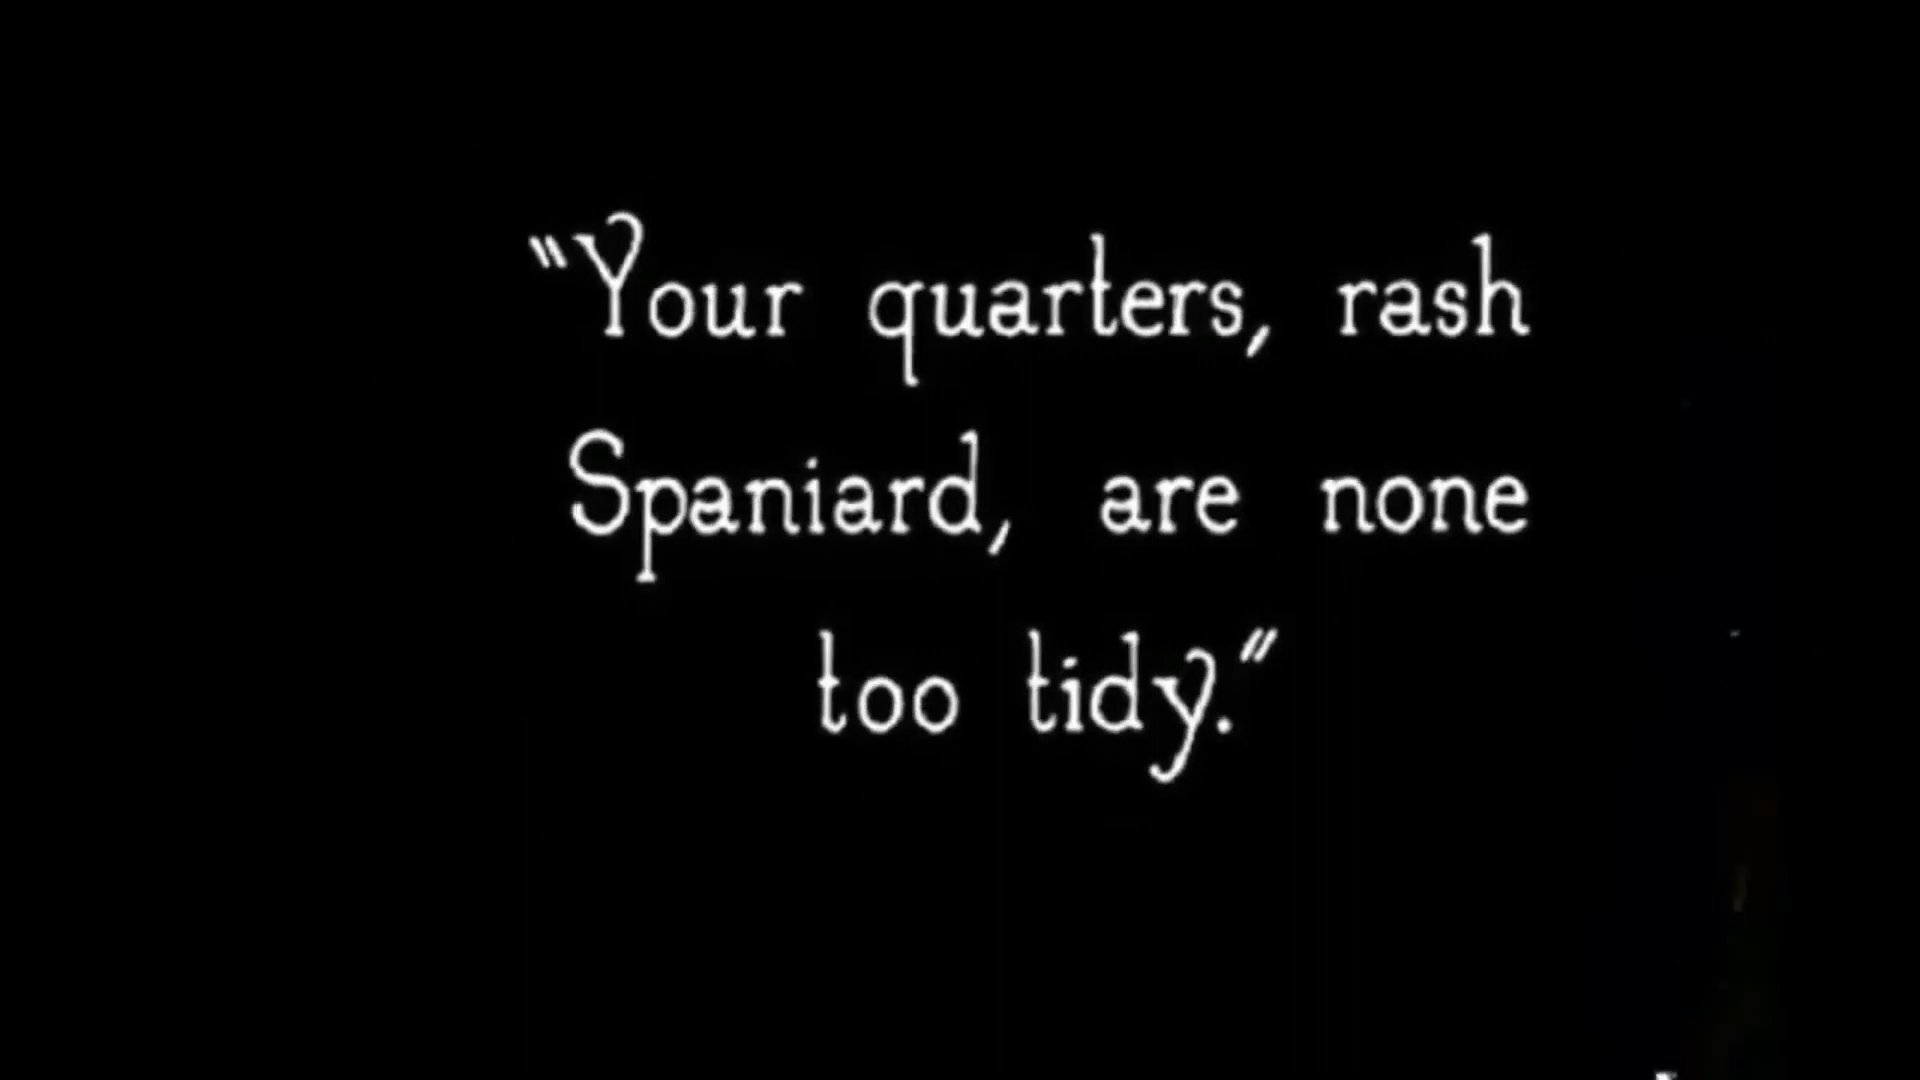 “Your quarters, rash
Spaniard, are none
too tidy.”